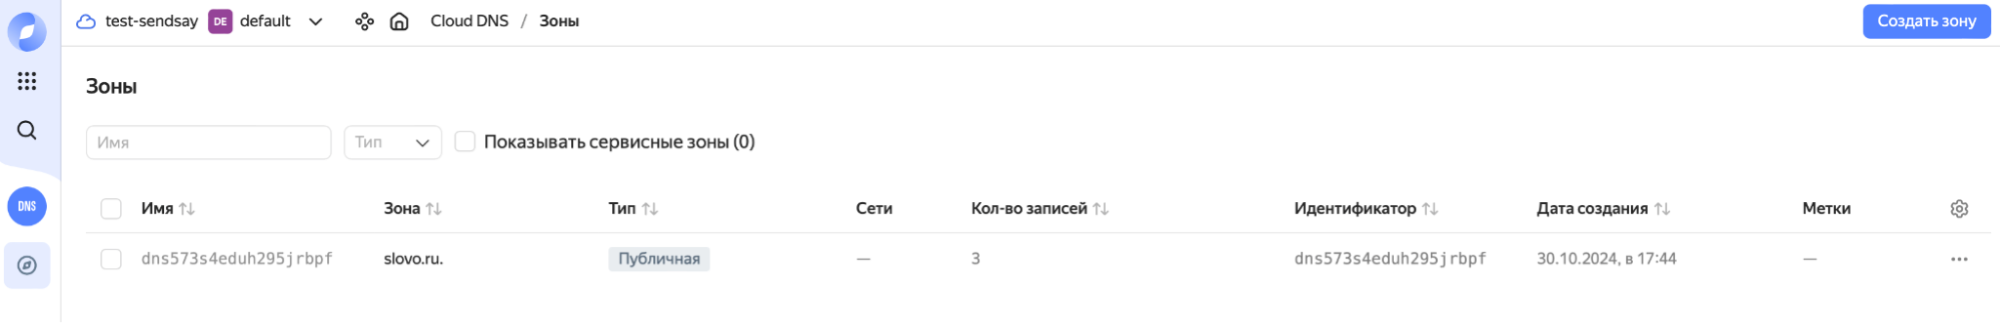 test-sendsay DE default Cloud DNS / Зоны Создать зону
Зоны
Имя Тип Показывать сервисные зоны (0)
DNS
Имя Зона Тип Сети Кол-во записей Идентификатор Дата создания Метки
dns573s4eduh295jrbpf slovo.ru. Публичная — 3 dns573s4eduh295jrbpf 30.10.2024, в 17:44 —